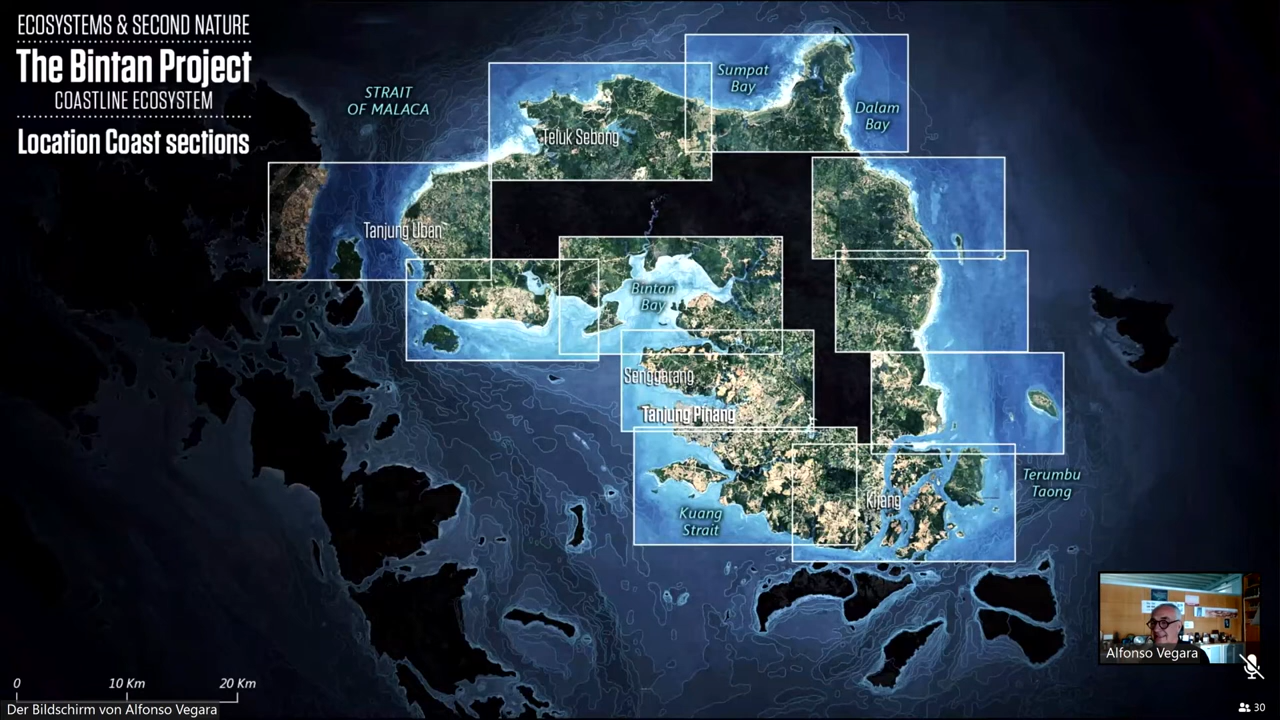 ECOSYSTEMS & SECOND NATURE
The Bintan Project
COASTLINE ECOSYSTEM
Location Coast sections
STRAIT
OF MALACA
Sumpat
Bay
Dalam
Bay
Teluk Sebong
Tanjung Uban
Bintan
Bay
Senggarang
Tanjung Pinang
Kijang
Terumbu
Taong
Kuang
Strait
Alfonso Vegara
0 10 Km 20 Km
Der Bildschirm von Alfonso Vegara
30